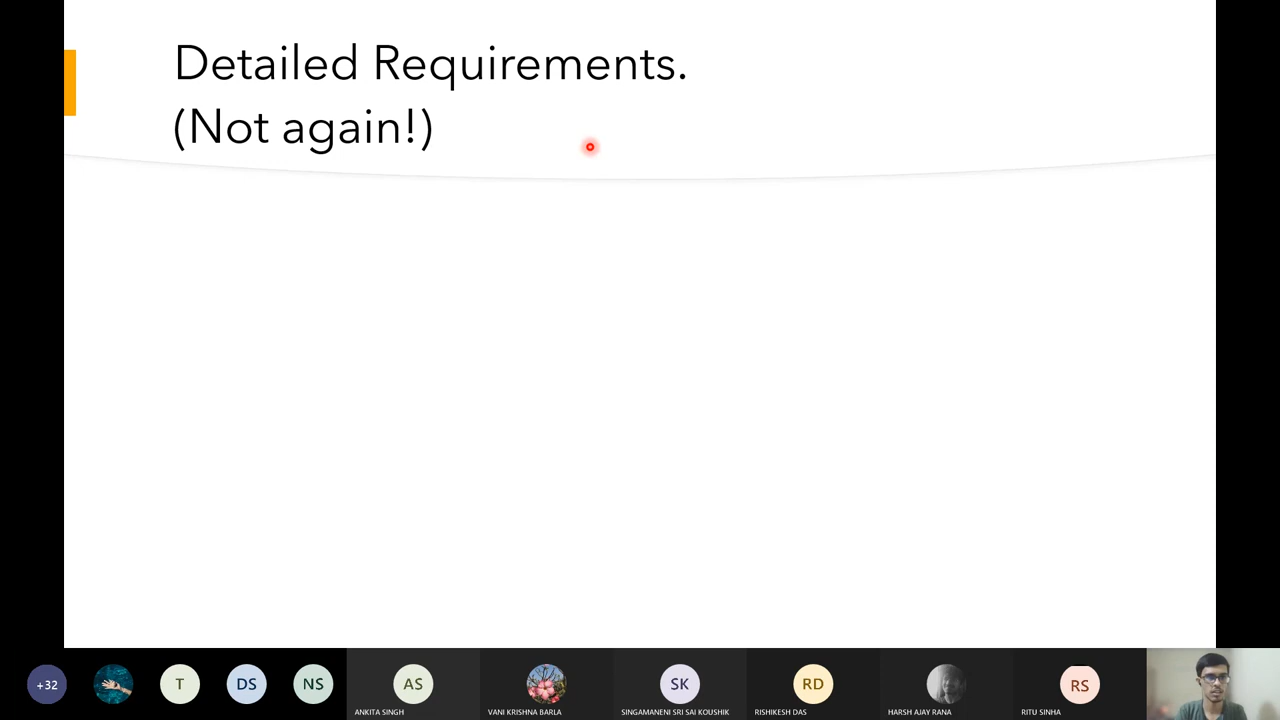 Detailed Requirements.
(Not again!)
+32
T
DS
NS
AS
SK
RD
RS
ANKITA SINGH
VANI KRISHNA BARLA
SINGAMANENI SRI SAI KOUSHIK
RISHIKESH DAS
HARSH AJAY RANA
RITU SINHA